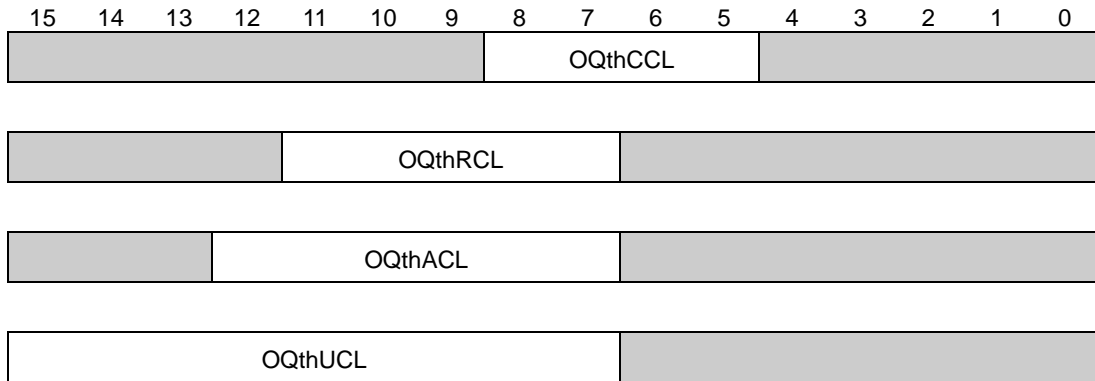 15 14 13 12 11 10 9 8 7 6 5 4 3 2 1 0
OQthCCL
OQthRCL
OQthACL
OQthUCL